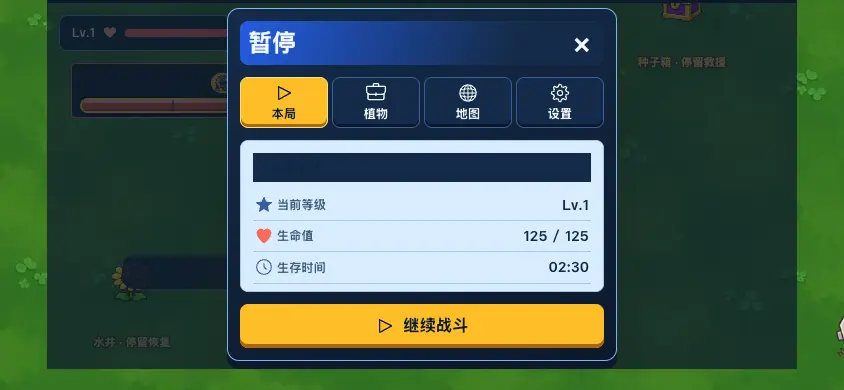 Lv.1
暂停
种子箱 · 停留救援
本局
植物
地图
设置
当前等级 Lv.1
生命值 125 / 125
生存时间 02:30
继续战斗
水井 · 停留恢复